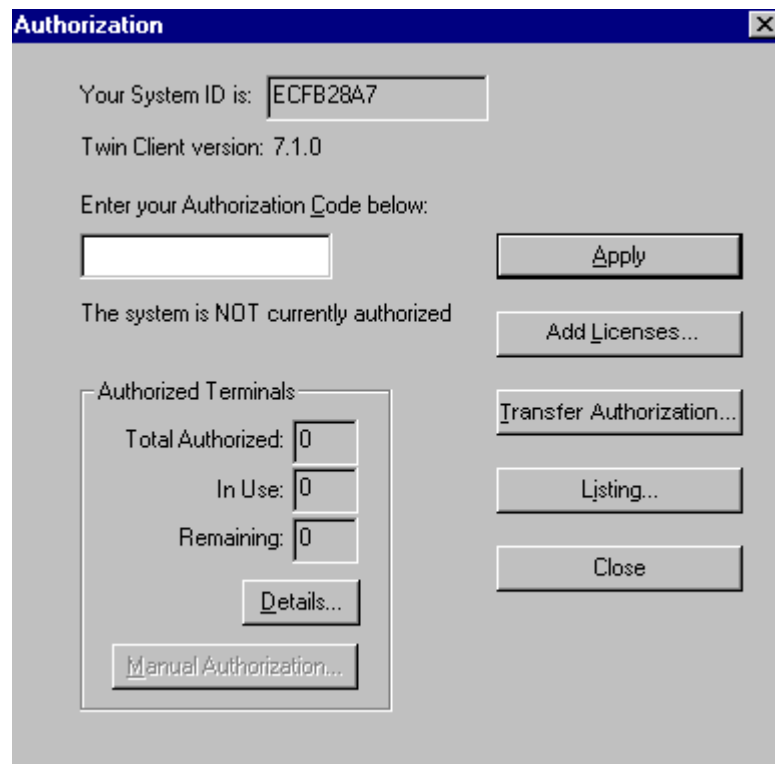 Authorization
Your System ID is: ECFB28A7
Twin Client version: 7.1.0
Enter your Authorization Code below:
Apply
The system is NOT currently authorized
Add Licenses...
Authorized Terminals
Transfer Authorization...
Total Authorized: 0
In Use: 0
Listing...
Remaining: 0
Close
Details...
Manual Authorization...